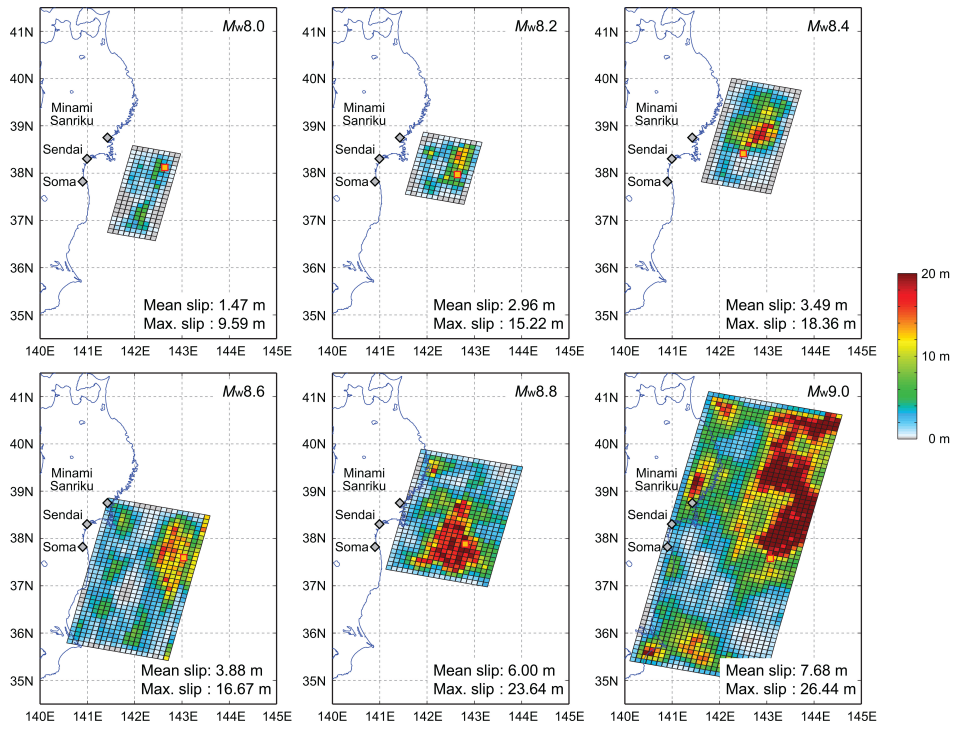 Mw8.0
41N
40N
39N
38N
37N
36N
35N
Minami
Sanriku
Sendai
Soma
Mean slip: 1.47 m
Max. slip : 9.59 m
140E 141E 142E 143E 144E 145E
Mw8.2
41N
40N
39N
38N
37N
36N
35N
Minami
Sanriku
Sendai
Soma
Mean slip: 2.96 m
Max. slip : 15.22 m
140E 141E 142E 143E 144E 145E
Mw8.4
41N
40N
39N
38N
37N
36N
35N
Minami
Sanriku
Sendai
Soma
Mean slip: 3.49 m
Max. slip : 18.36 m
140E 141E 142E 143E 144E 145E
20 m
10 m
0 m
Mw8.6
41N
40N
39N
38N
37N
36N
35N
Minami
Sanriku
Sendai
Soma
Mean slip: 3.88 m
Max. slip : 16.67 m
140E 141E 142E 143E 144E 145E
Mw8.8
41N
40N
39N
38N
37N
36N
35N
Minami
Sanriku
Sendai
Soma
Mean slip: 6.00 m
Max. slip : 23.64 m
140E 141E 142E 143E 144E 145E
Mw9.0
41N
40N
39N
38N
37N
36N
35N
Minami
Sanriku
Sendai
Soma
Mean slip: 7.68 m
Max. slip : 26.44 m
140E 141E 142E 143E 144E 145E